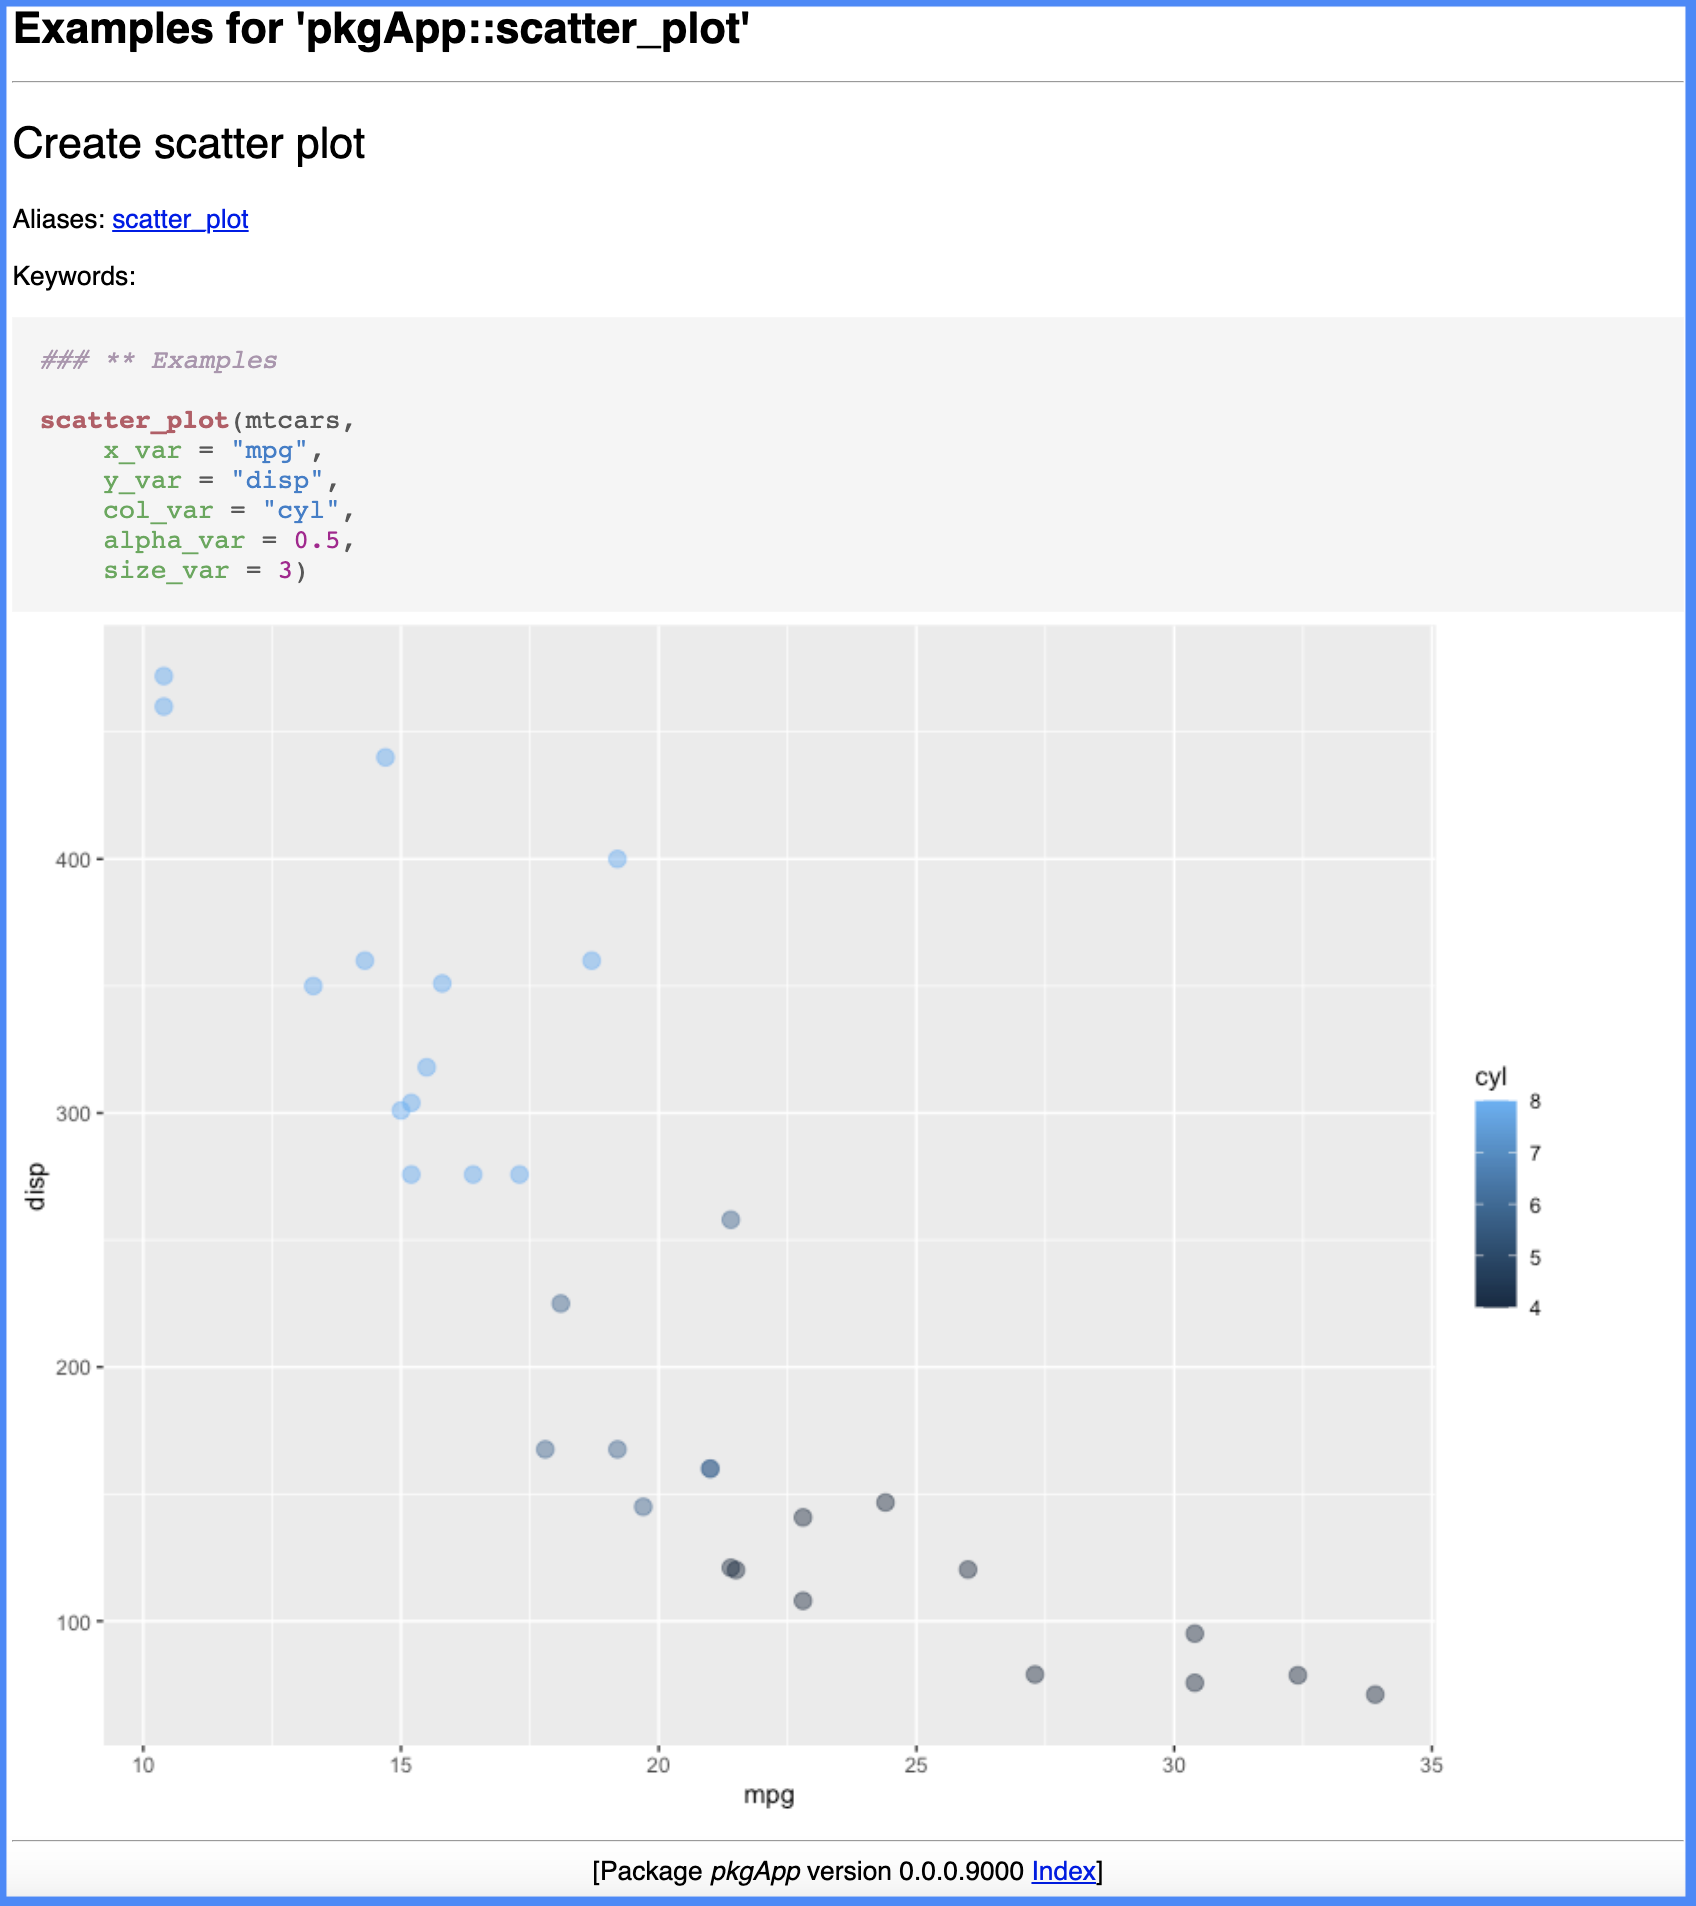 Examples for 'pkgApp::scatter_plot'
Create scatter plot
Aliases: scatter_plot
Keywords:
### ** Examples
scatter_plot(mtcars,
    x_var = "mpg",
    y_var = "disp",
    col_var = "cyl",
    alpha_var = 0.5,
    size_var = 3)
400
300
200
100
disp
10 15 20 25 30 35
mpg
cyl
8
7
6
5
4
[Package pkgApp version 0.0.0.9000 Index]